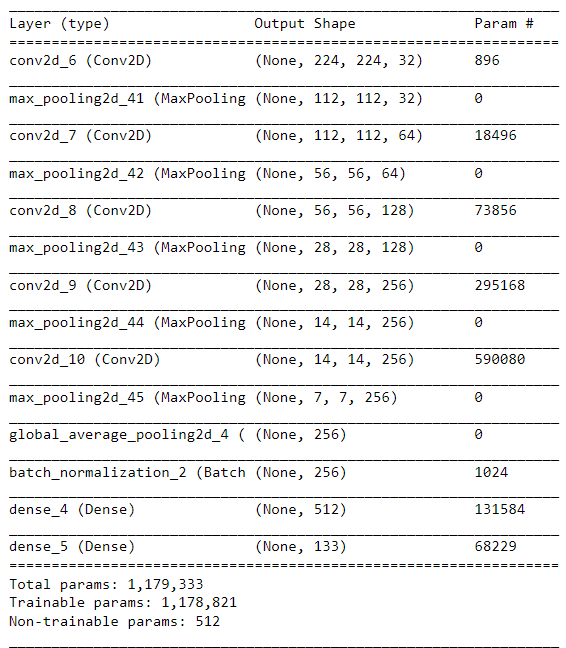 Layer (type) Output Shape Param #
conv2d_6 (Conv2D) (None, 224, 224, 32) 896
max_pooling2d_41 (MaxPooling (None, 112, 112, 32) 0
conv2d_7 (Conv2D) (None, 112, 112, 64) 18496
max_pooling2d_42 (MaxPooling (None, 56, 56, 64) 0
conv2d_8 (Conv2D) (None, 56, 56, 128) 73856
max_pooling2d_43 (MaxPooling (None, 28, 28, 128) 0
conv2d_9 (Conv2D) (None, 28, 28, 256) 295168
max_pooling2d_44 (MaxPooling (None, 14, 14, 256) 0
conv2d_10 (Conv2D) (None, 14, 14, 256) 590080
max_pooling2d_45 (MaxPooling (None, 7, 7, 256) 0
global_average_pooling2d_4 ( (None, 256) 0
batch_normalization_2 (Batch (None, 256) 1024
dense_4 (Dense) (None, 512) 131584
dense_5 (Dense) (None, 133) 68229
Total params: 1,179,333
Trainable params: 1,178,821
Non-trainable params: 512